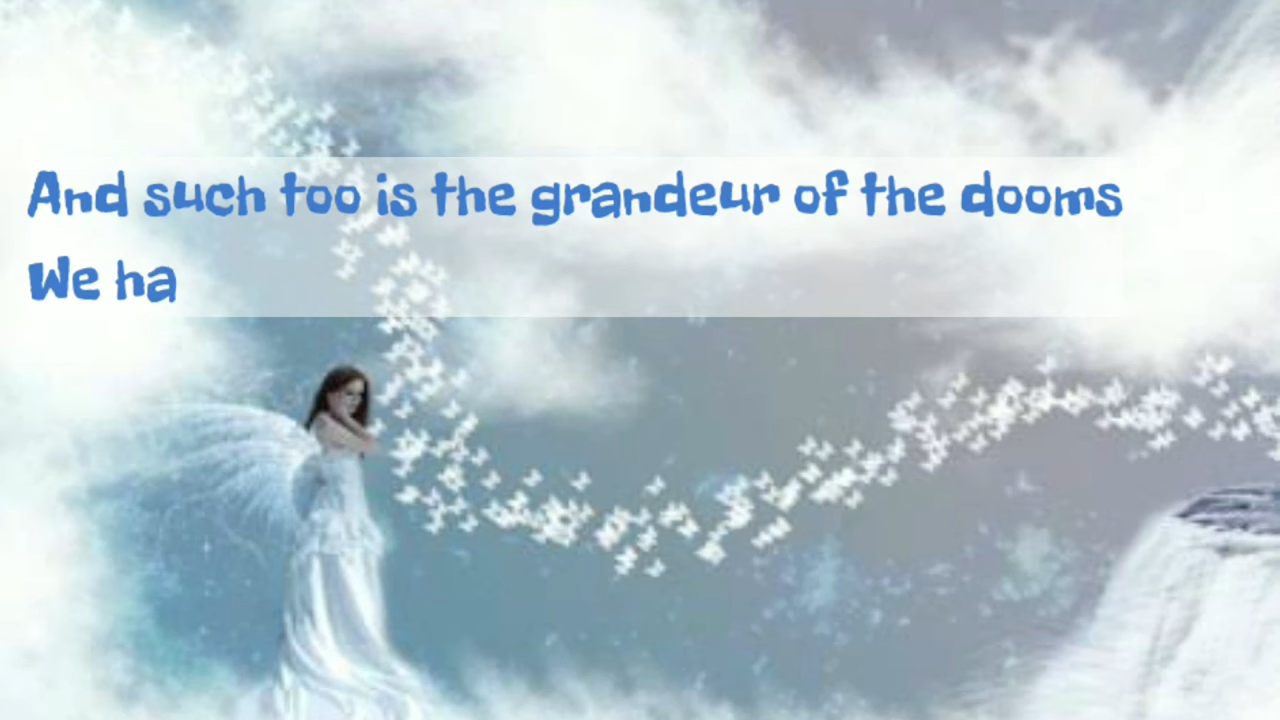 And such too is the grandeur of the dooms
We ha